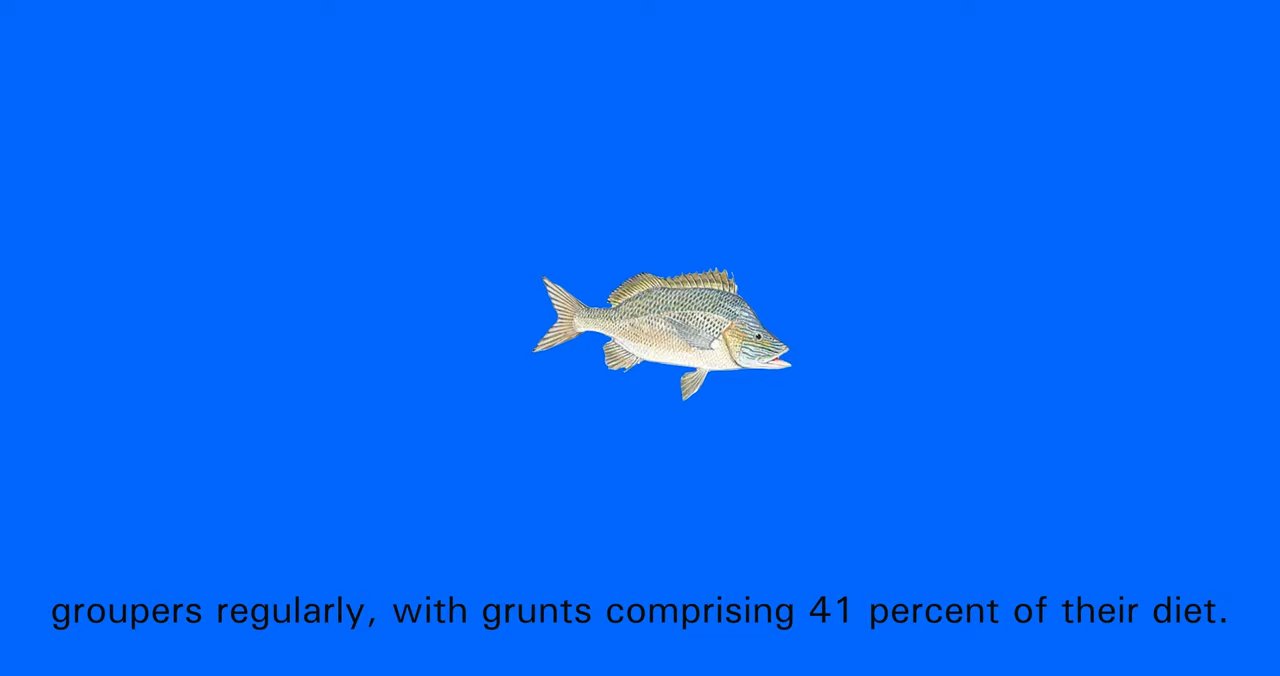 groupers regularly, with grunts comprising 41 percent of their diet.